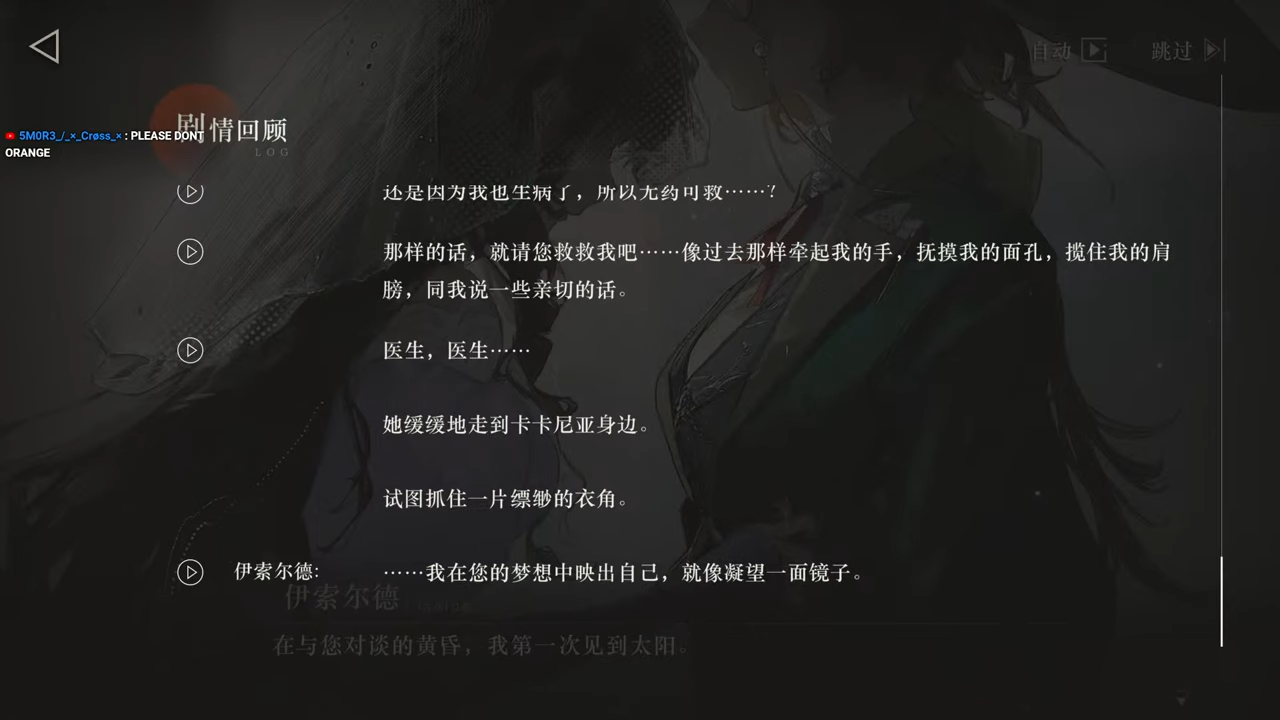 自动
跳过
剧情回顾
LOG
5M0R3_/_×_Crøss_× : PLEASE DONT
ORANGE
还是因为我也生病了，所以无药可救……？
那样的话，就请您救救我吧……像过去那样牵起我的手，抚摸我的面孔，揽住我的肩
膀，同我说一些亲切的话。
医生，医生……
她缓缓地走到卡卡尼亚身边。
试图抓住一片缥缈的衣角。
伊索尔德: ……我在您的梦想中映出自己，就像凝望一面镜子。
伊索尔德
在与您对谈的黄昏，我第一次见到太阳。